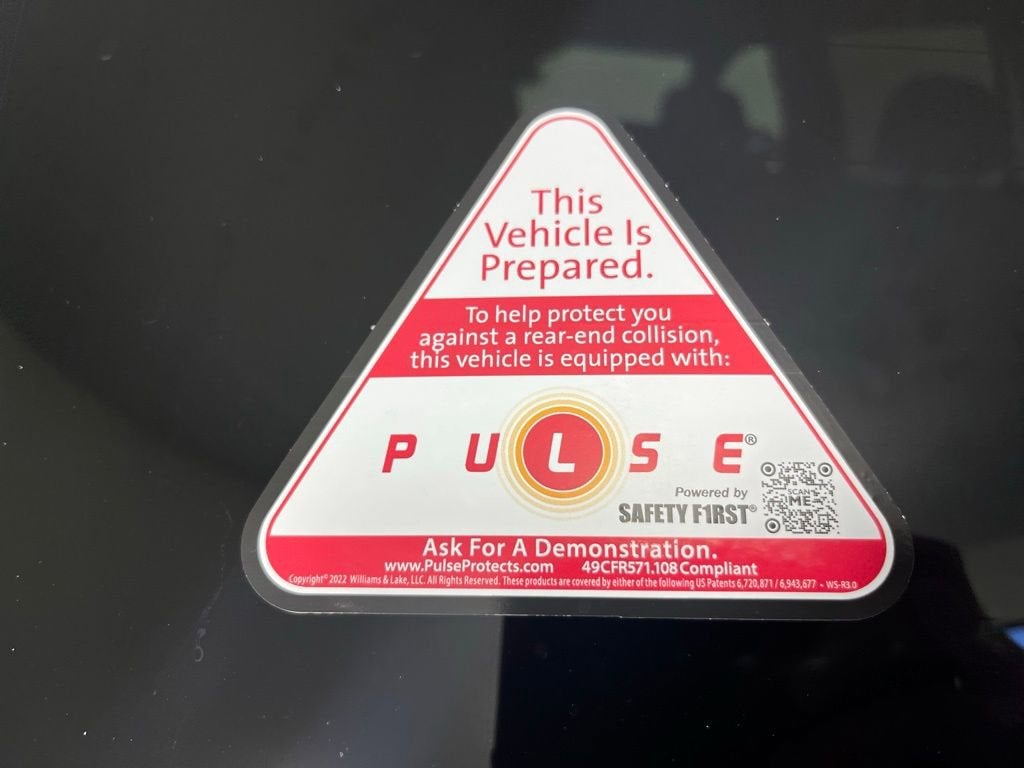 This
Vehicle Is
Prepared.
To help protect you
against a rear-end collision,
this vehicle is equipped with:
PULSE®
Powered by
SAFETY F1RST®
SCAN
ME
Ask For A Demonstration.
www.PulseProtects.com 49CFR571.108 Compliant
Copyright® 2022 Williams & Lake, LLC. All Rights Reserved. These products are covered by either of the following US Patents 6,720,871 / 6,943,677 - WS-R3.0